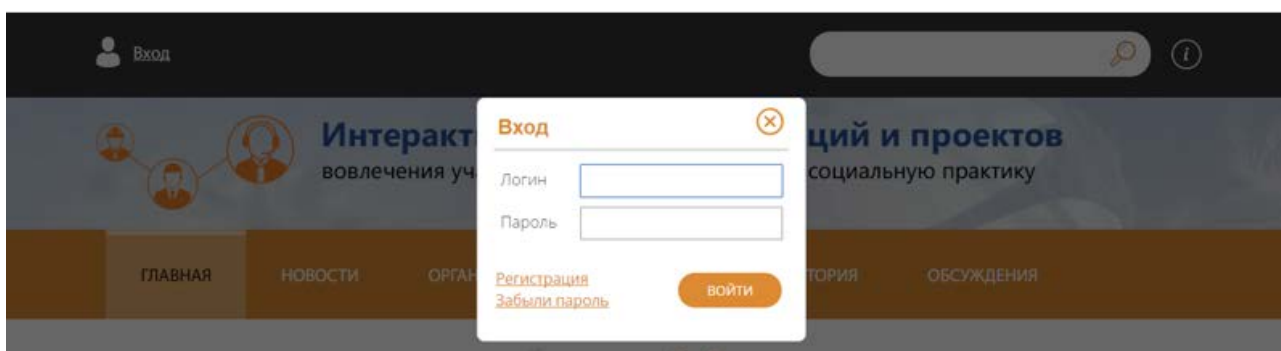 Вход
Интеракт
ций и проектов
вовлечения уч
социальную практику
Вход
Логин
Пароль
Регистрация
Забыли пароль
ВОЙТИ
ГЛАВНАЯ
НОВОСТИ
ОРГАН
ТОРИЯ
ОБСУЖДЕНИЯ